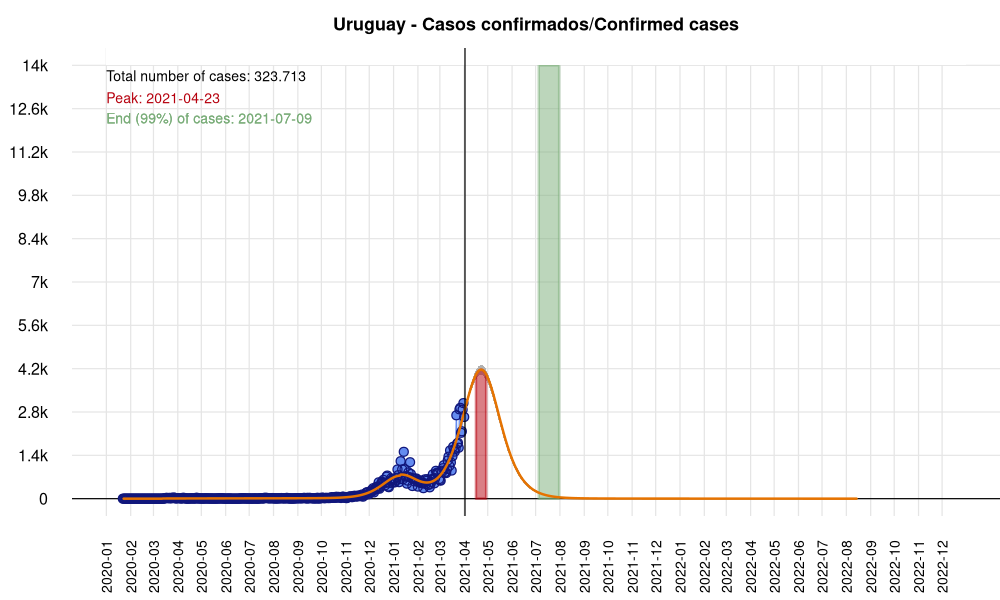 Uruguay - Casos confirmados/Confirmed cases
Total number of cases: 323.713
Peak: 2021-04-23
End (99%) of cases: 2021-07-09
14k
12.6k
11.2k
9.8k
8.4k
7k
5.6k
4.2k
2.8k
1.4k
0
2020-01
2020-02
2020-03
2020-04
2020-05
2020-06
2020-07
2020-08
2020-09
2020-10
2020-11
2020-12
2021-01
2021-02
2021-03
2021-04
2021-05
2021-06
2021-07
2021-08
2021-09
2021-10
2021-11
2021-12
2022-01
2022-02
2022-03
2022-04
2022-05
2022-06
2022-07
2022-08
2022-09
2022-10
2022-11
2022-12